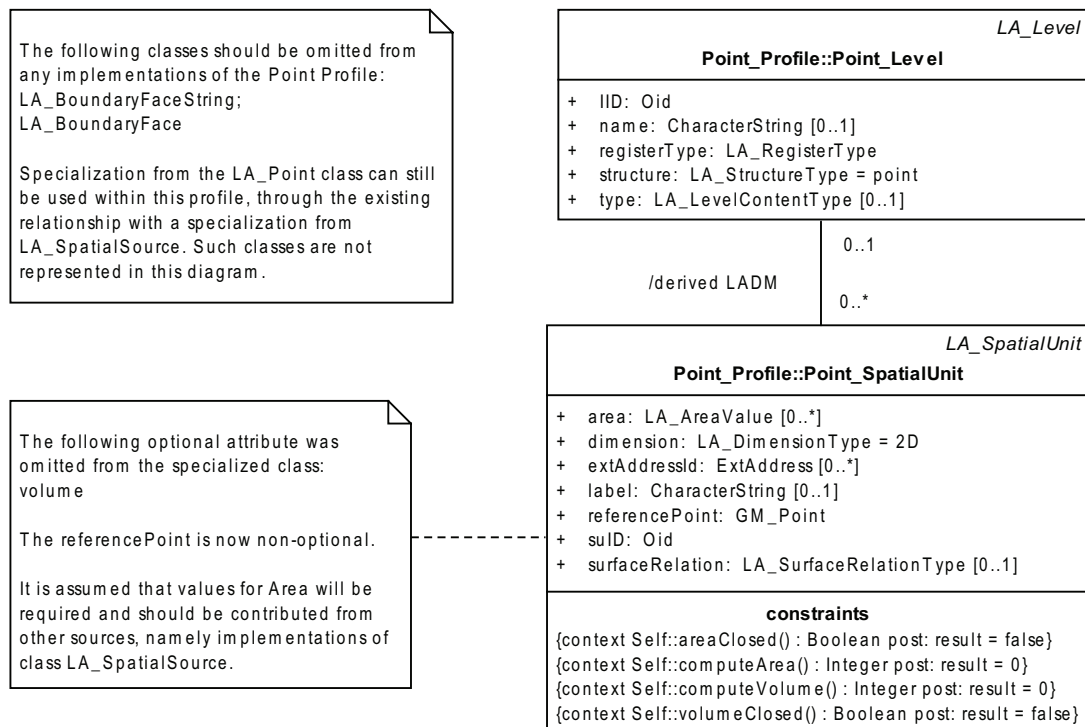 The following classes should be omitted from
any implementations of the Point Profile:
LA_BoundaryFaceString;
LA_BoundaryFace
Specialization from the LA_Point class can still
be used within this profile, through the existing
relationship with a specialization from
LA_SpatialSource. Such classes are not
represented in this diagram.
LA_Level
Point_Profile::Point_Level
+ lID: Oid
+ name: CharacterString [0..1]
+ registerType: LA_RegisterType
+ structure: LA_StructureType = point
+ type: LA_LevelContentType [0..1]
0..1
/derived LADM
0..*
The following optional attribute was
omitted from the specialized class:
volume
The referencePoint is now non-optional.
It is assumed that values for Area will be
required and should be contributed from
other sources, namely implementations of
class LA_SpatialSource.
LA_SpatialUnit
Point_Profile::Point_SpatialUnit
+ area: LA_AreaValue [0..*]
+ dimension: LA_DimensionType = 2D
+ extAddressId: ExtAddress [0..*]
+ label: CharacterString [0..1]
+ referencePoint: GM_Point
+ suID: Oid
+ surfaceRelation: LA_SurfaceRelationType [0..1]
constraints
{context Self::areaClosed() : Boolean post: result = false}
{context Self::computeArea() : Integer post: result = 0}
{context Self::computeVolume() : Integer post: result = 0}
{context Self::volumeClosed() : Boolean post: result = false}